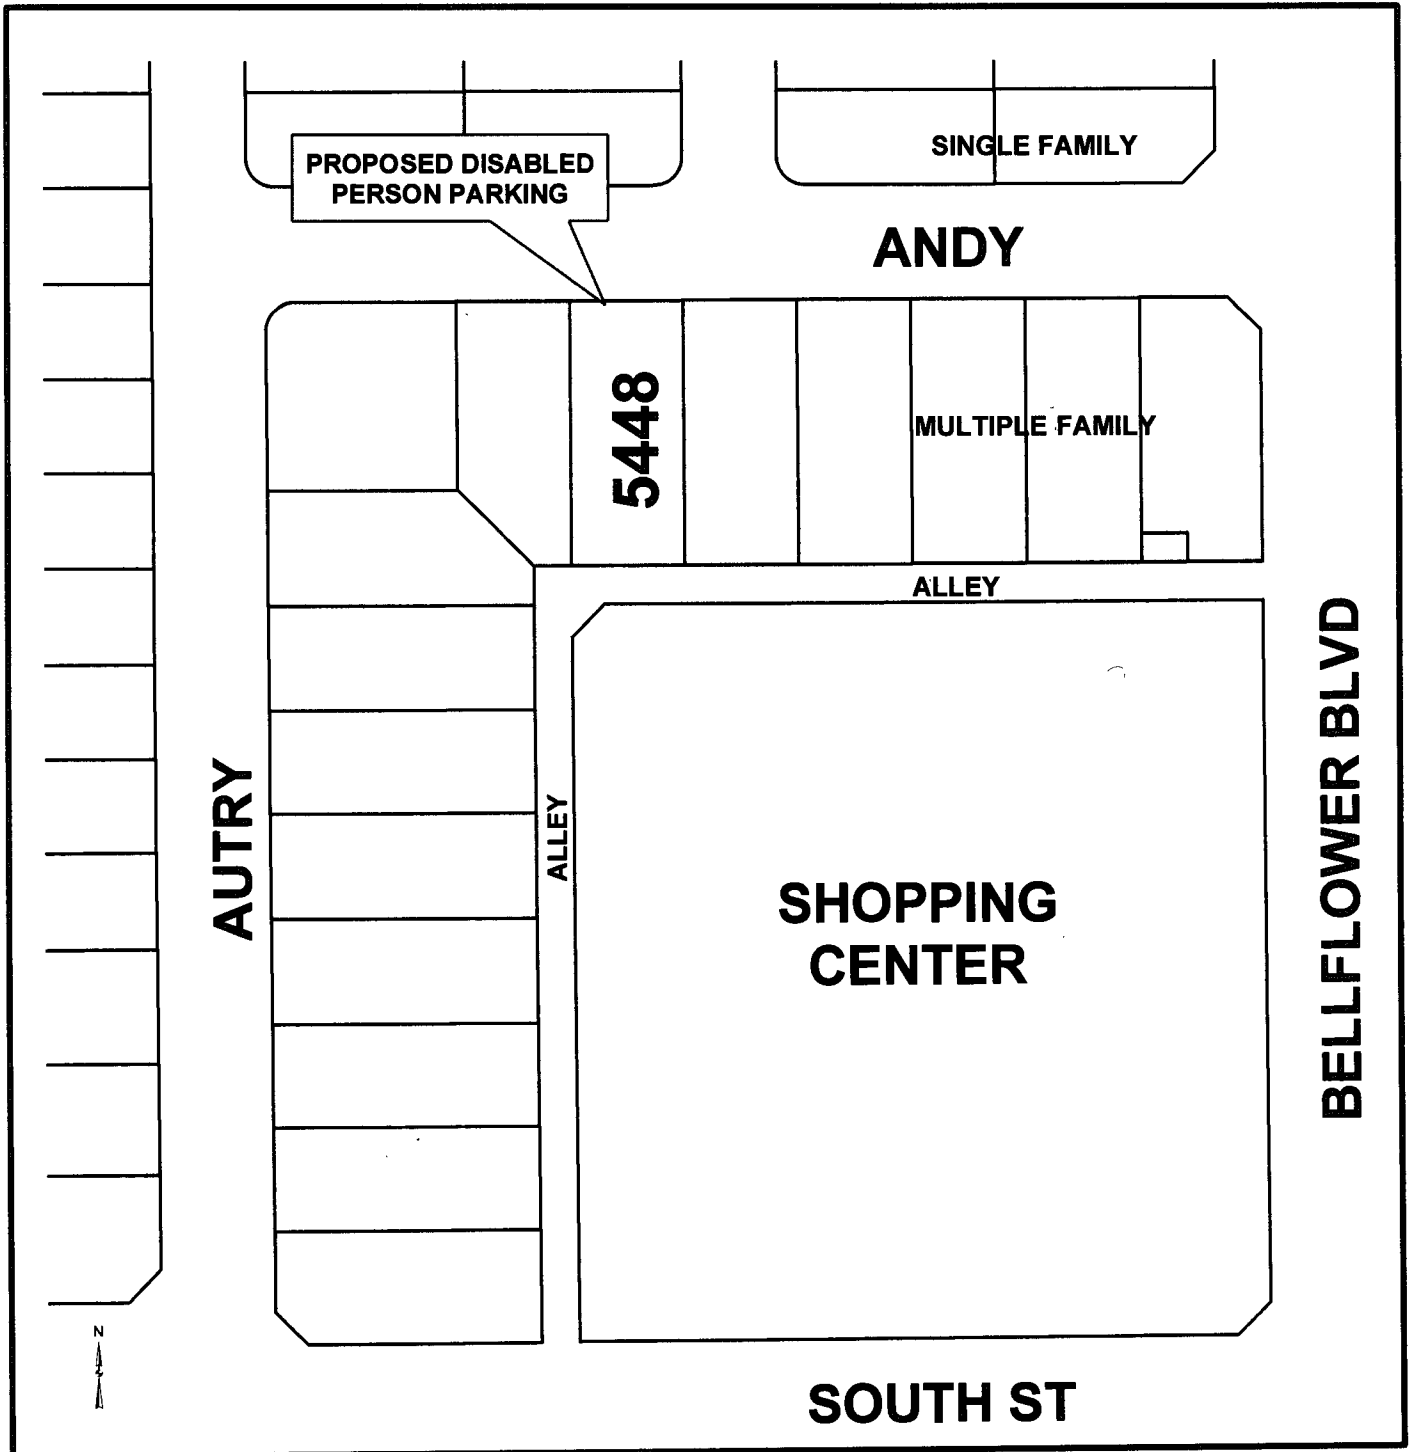 SINGLE FAMILY
PROPOSED DISABLED
PERSON PARKING
ANDY
5448
MULTIPLE FAMILY
ALLEY
BELLFLOWER BLVD
AUTRY
ALLEY
SHOPPING
CENTER
N
SOUTH ST